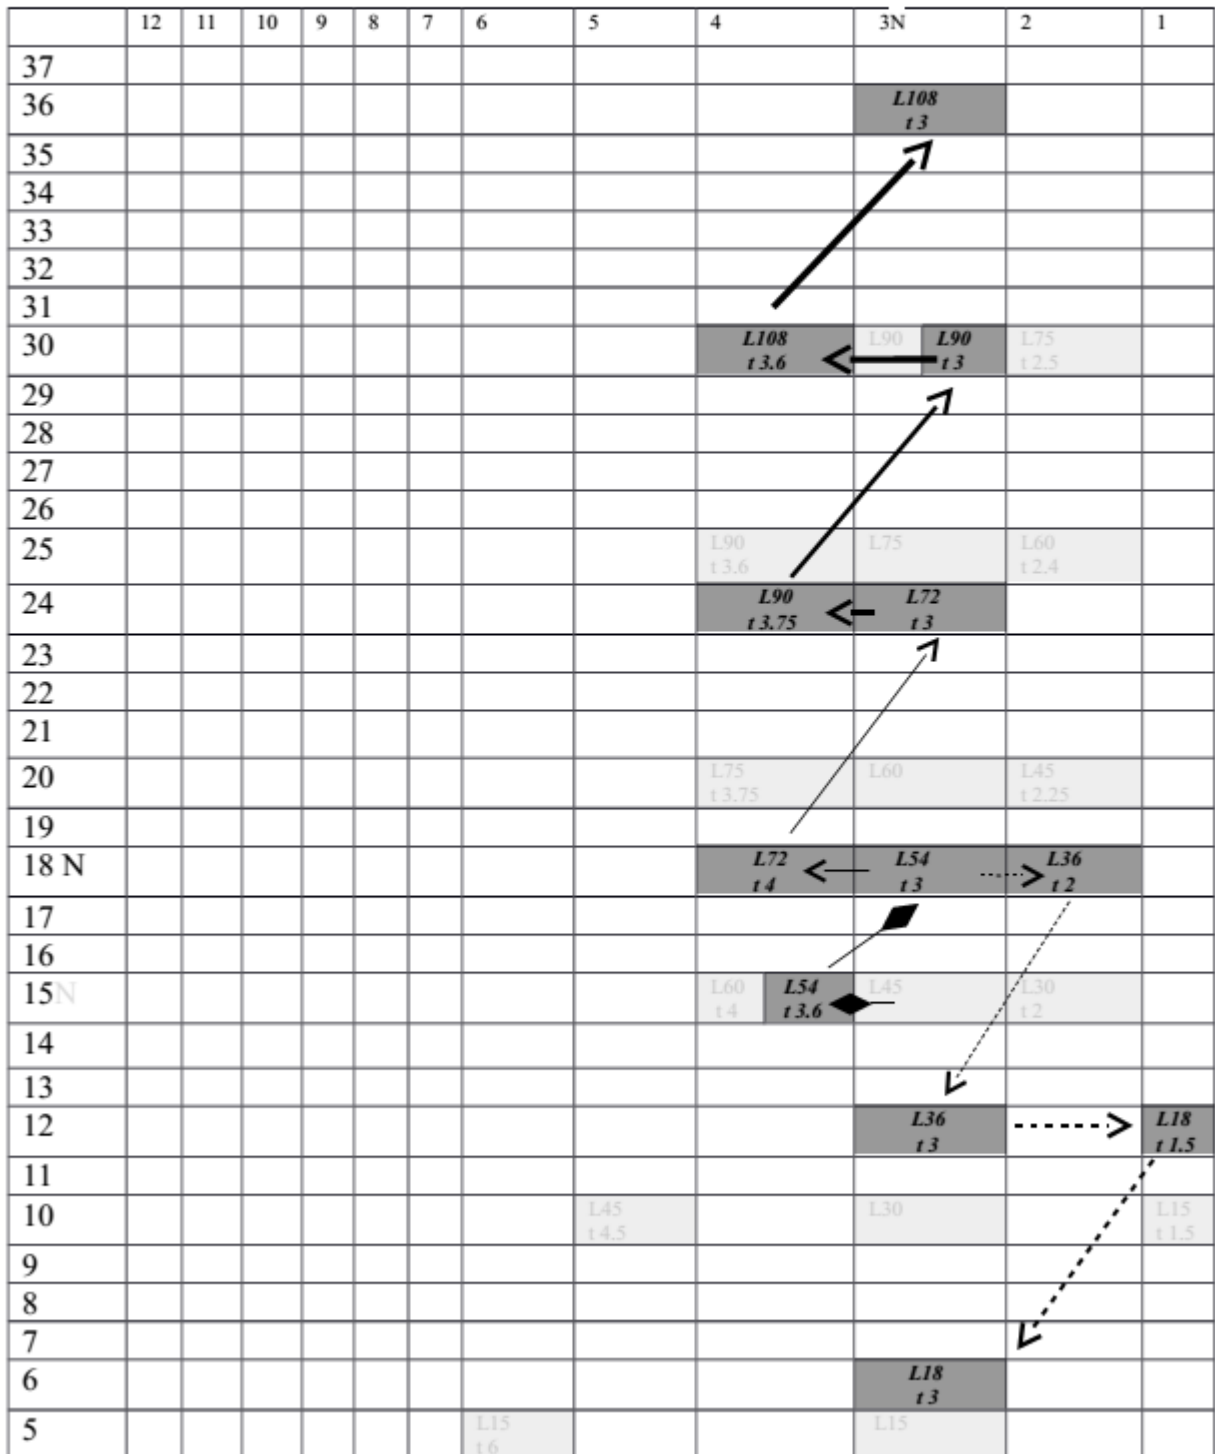 12 11 10 9 8 7 6 5 4 3N 2 1
37
36 L108
t 3
35
34
33
32
31
30 L108 L90 L90 L75
t 3.6 t 3 t 2.5
29
28
27
26
25 L90 L75 L60
t 3.6 t 2.4
24 L90 L72
t 3.75 t 3
23
22
21
20 L75 L60 L45
t 3.75 t 2.25
19
18 N L72 L54 L36
t 4 t 3 t 2
17
16
15N L60 L54 L45 L30
t 4 t 3.6 t 2
14
13
12 L36 L18
t 3 t 1.5
11
10 L45 L30 L15
t 4.5 t 1.5
9
8
7
6 L18
t 3
5 L15 L15
t 6